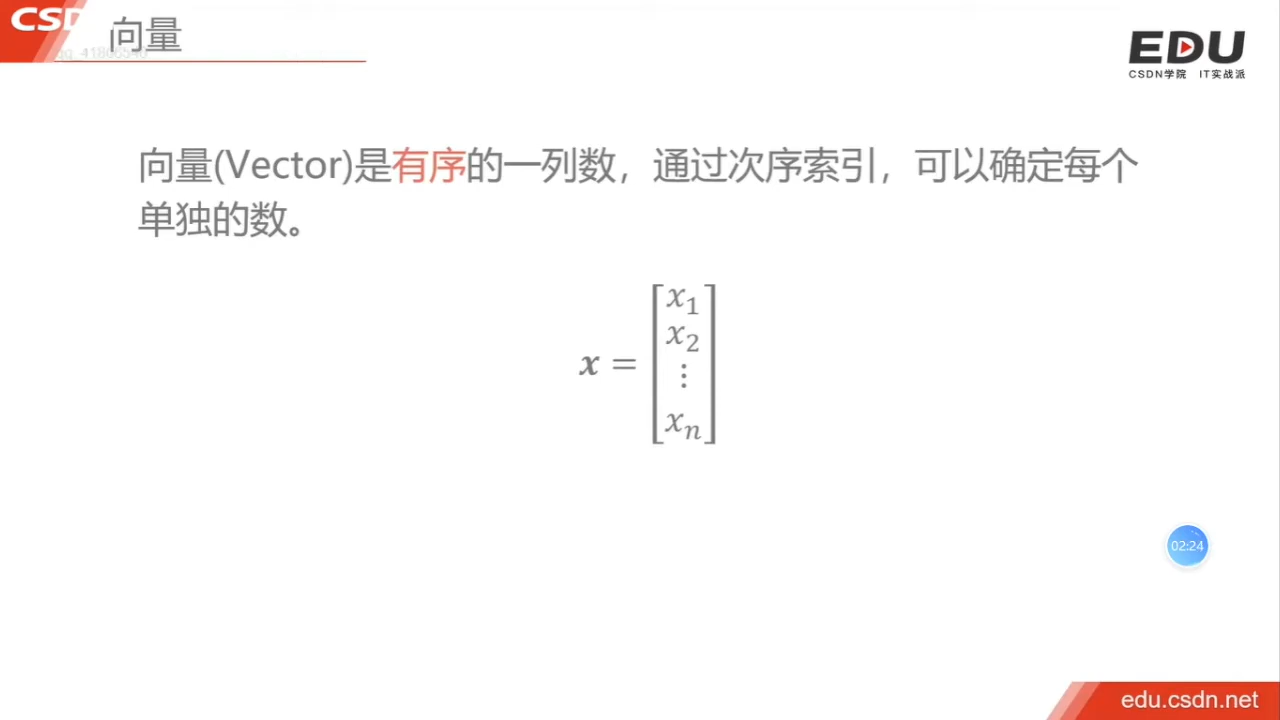 CSD
向量
EDU
CSDN学院 IT实战派
向量(Vector)是有序的一列数，通过次序索引，可以确定每个
单独的数。
x = [x₁
x₂
⋮
xₙ]
02:24
edu.csdn.net